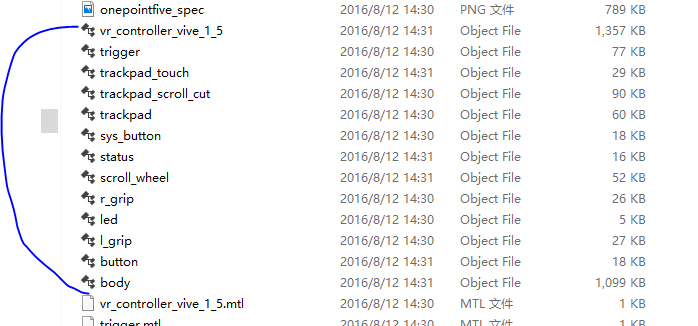 onepointfive_spec 2016/8/12 14:30 PNG 文件 789 KB
vr_controller_vive_1_5 2016/8/12 14:31 Object File 1,357 KB
trigger 2016/8/12 14:30 Object File 77 KB
trackpad_touch 2016/8/12 14:31 Object File 29 KB
trackpad_scroll_cut 2016/8/12 14:30 Object File 90 KB
trackpad 2016/8/12 14:30 Object File 60 KB
sys_button 2016/8/12 14:30 Object File 18 KB
status 2016/8/12 14:31 Object File 16 KB
scroll_wheel 2016/8/12 14:31 Object File 52 KB
r_grip 2016/8/12 14:30 Object File 26 KB
led 2016/8/12 14:30 Object File 5 KB
l_grip 2016/8/12 14:30 Object File 27 KB
button 2016/8/12 14:31 Object File 18 KB
body 2016/8/12 14:30 Object File 1,099 KB
vr_controller_vive_1_5.mtl 2016/8/12 14:30 MTL 文件 1 KB
trigger.mtl 2016/8/12 14:30 MTL 文件 1 KB